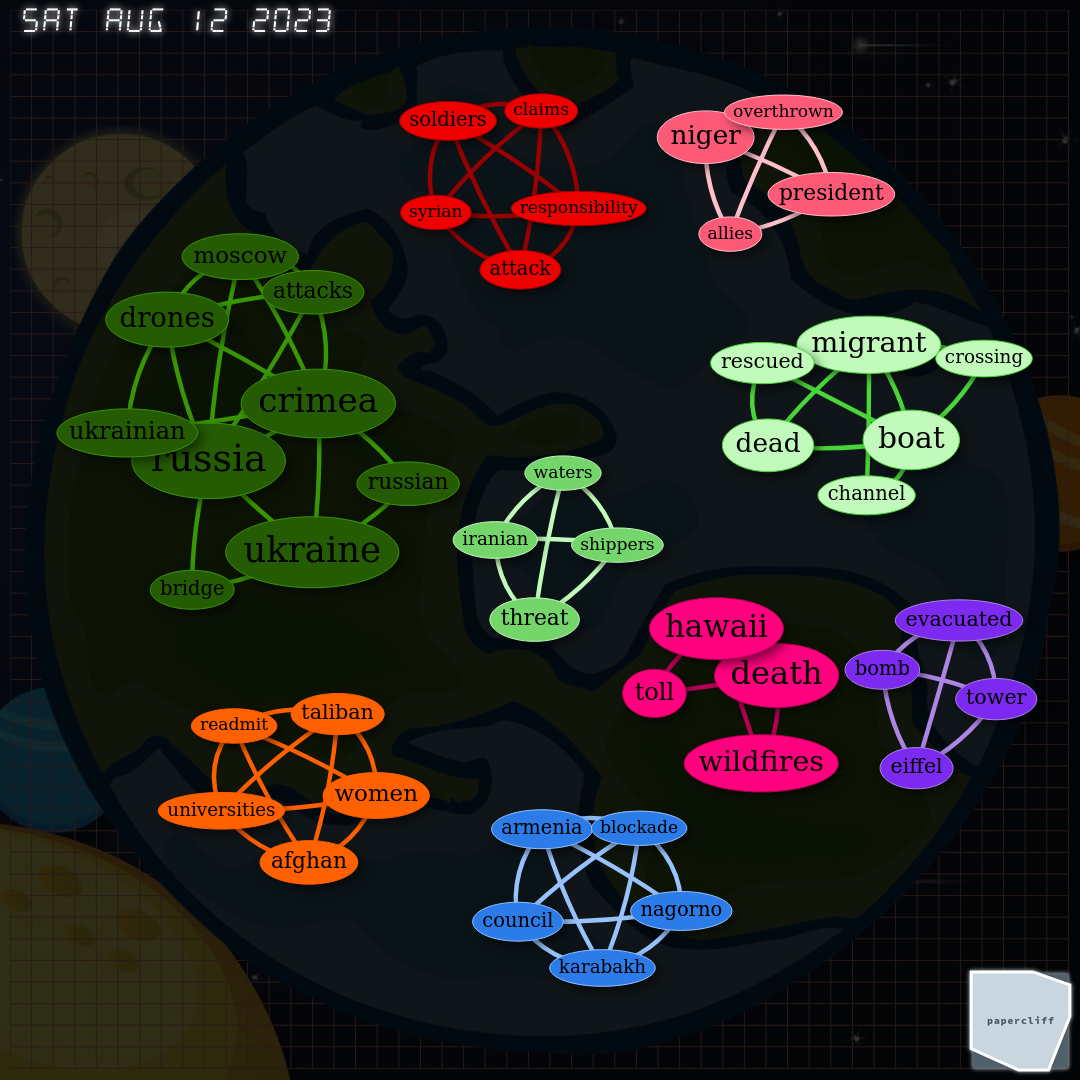 SAT AUG 12 2023
soldiers
claims
syrian
responsibility
attack
niger
overthrown
president
allies
moscow
attacks
drones
crimea
ukrainian
russia
russian
ukraine
bridge
migrant
rescued
crossing
dead
boat
channel
waters
iranian
shippers
threat
hawaii
death
toll
wildfires
evacuated
bomb
tower
eiffel
readmit
taliban
women
universities
afghan
armenia
blockade
council
nagorno
karabakh
papercliff